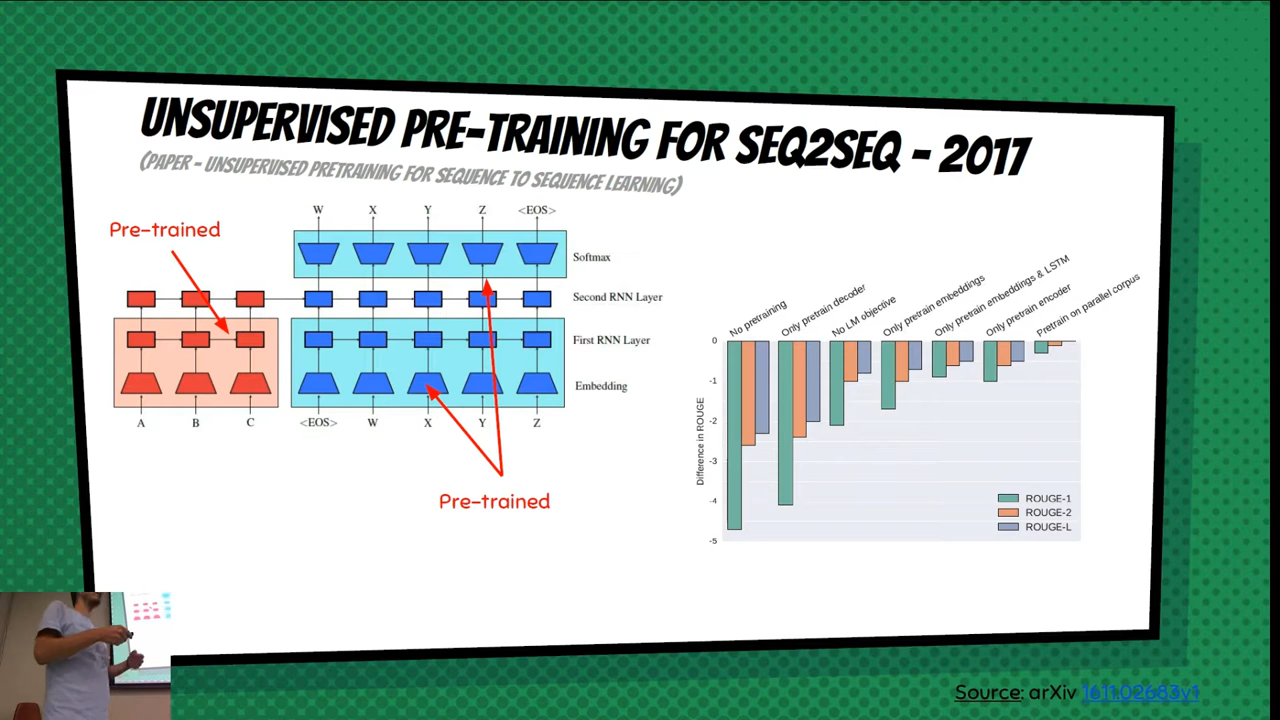 UNSUPERVISED PRE-TRAINING FOR SEQ2SEQ - 2017
(PAPER - UNSUPERVISED PRETRAINING FOR SEQUENCE TO SEQUENCE LEARNING)
Pre-trained
W X Y Z <EOS>
Softmax
Second RNN Layer
First RNN Layer
Embedding
A B C <EOS> W X Y Z
Pre-trained
No pretraining
Only pretrain decoder
No LM objective
Only pretrain embeddings
Only pretrain embeddings & LSTM
Only pretrain encoder
Pretrain on parallel corpus
0
-1
-2
-3
-4
-5
Difference in ROUGE
ROUGE-1
ROUGE-2
ROUGE-L
Source: arXiv 1611.02683v1